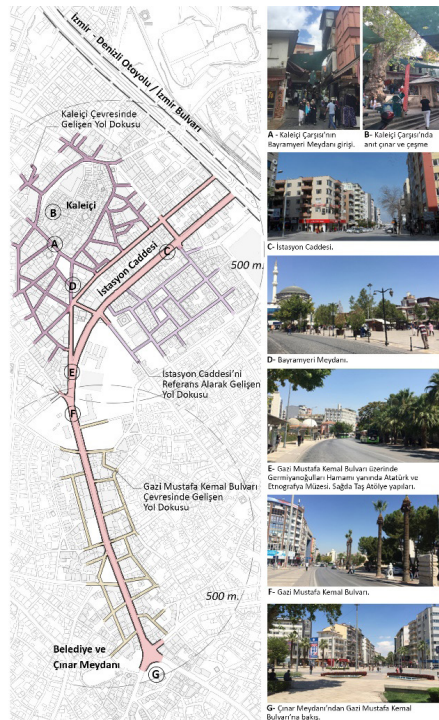 İzmir - Denizli Otoyolu / İzmir Bulvarı
Kaleiçi Çevresinde
Gelişen Yol Dokusu
Kaleiçi
B
A
D
C
İstasyon Caddesi
500 m.
E
F
İstasyon Caddesi'ni
Referans Alarak Gelişen
Yol Dokusu
Gazi Mustafa Kemal Bulvarı
Çevresinde Gelişen
Yol Dokusu
500 m.
Belediye ve
Çınar Meydanı
G
A - Kaleiçi Çarşısı'nın
Bayramyeri Meydanı girişi.
B- Kaleiçi Çarşısı'nda
anıt çınar ve çeşme
C- İstasyon Caddesi.
D- Bayramyeri Meydanı.
E- Gazi Mustafa Kemal Bulvarı üzerinde
Germiyanoğulları Hamamı yanında Atatürk ve
Etnografya Müzesi. Sağda Taş Atölye yapıları.
F- Gazi Mustafa Kemal Bulvarı.
G- Çınar Meydanı'ndan Gazi Mustafa Kemal
Bulvarı'na bakış.